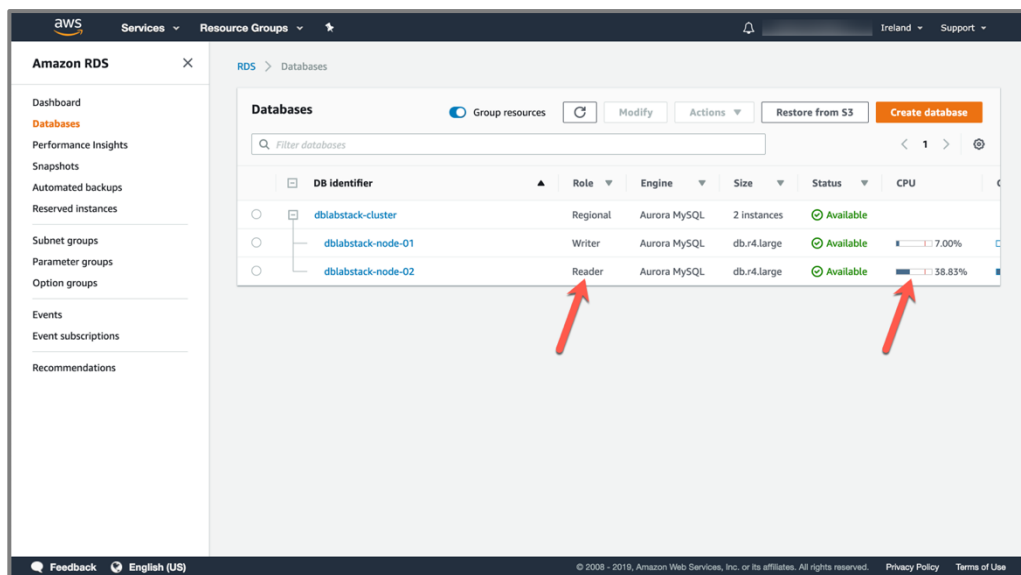 aws Services Resource Groups Ireland Support
Amazon RDS
Dashboard
Databases
Performance Insights
Snapshots
Automated backups
Reserved instances
Subnet groups
Parameter groups
Option groups
Events
Event subscriptions
Recommendations
RDS > Databases
Databases Group resources Modify Actions Restore from S3 Create database
Filter databases 1
DB identifier Role Engine Size Status CPU
dblabstack-cluster Regional Aurora MySQL 2 instances Available
dblabstack-node-01 Writer Aurora MySQL db.r4.large Available 7.00%
dblabstack-node-02 Reader Aurora MySQL db.r4.large Available 38.83%
Feedback English (US) © 2008 - 2019, Amazon Web Services, Inc. or its affiliates. All rights reserved. Privacy Policy Terms of Use